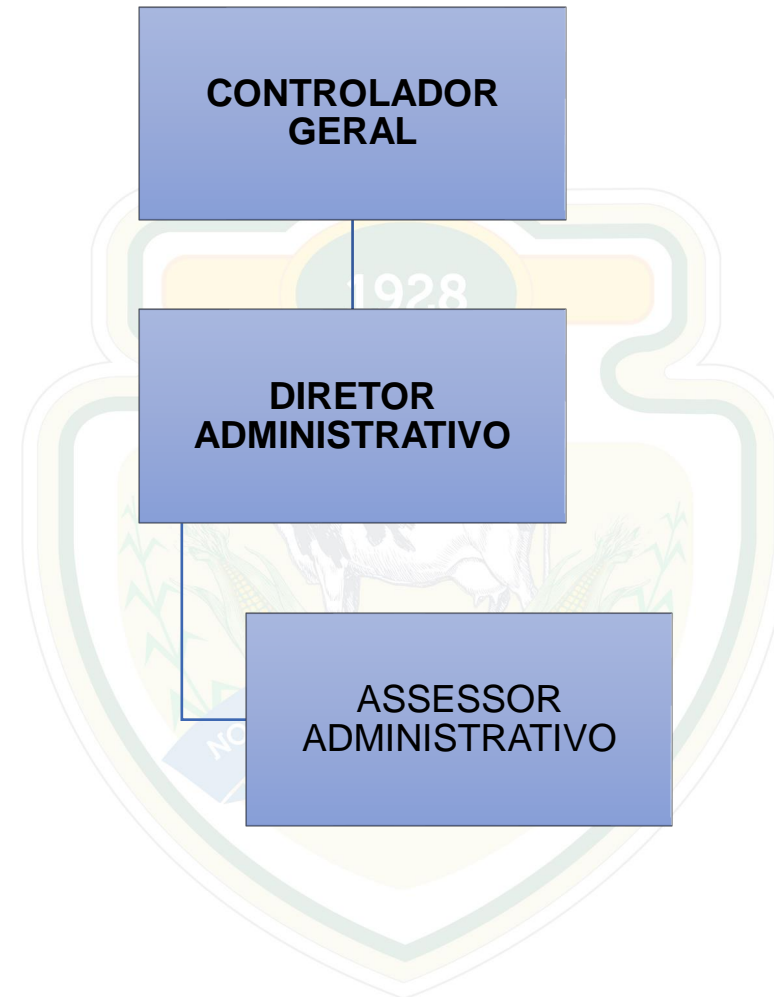 CONTROLADOR
GERAL
1928
DIRETOR
ADMINISTRATIVO
ASSESSOR
ADMINISTRATIVO